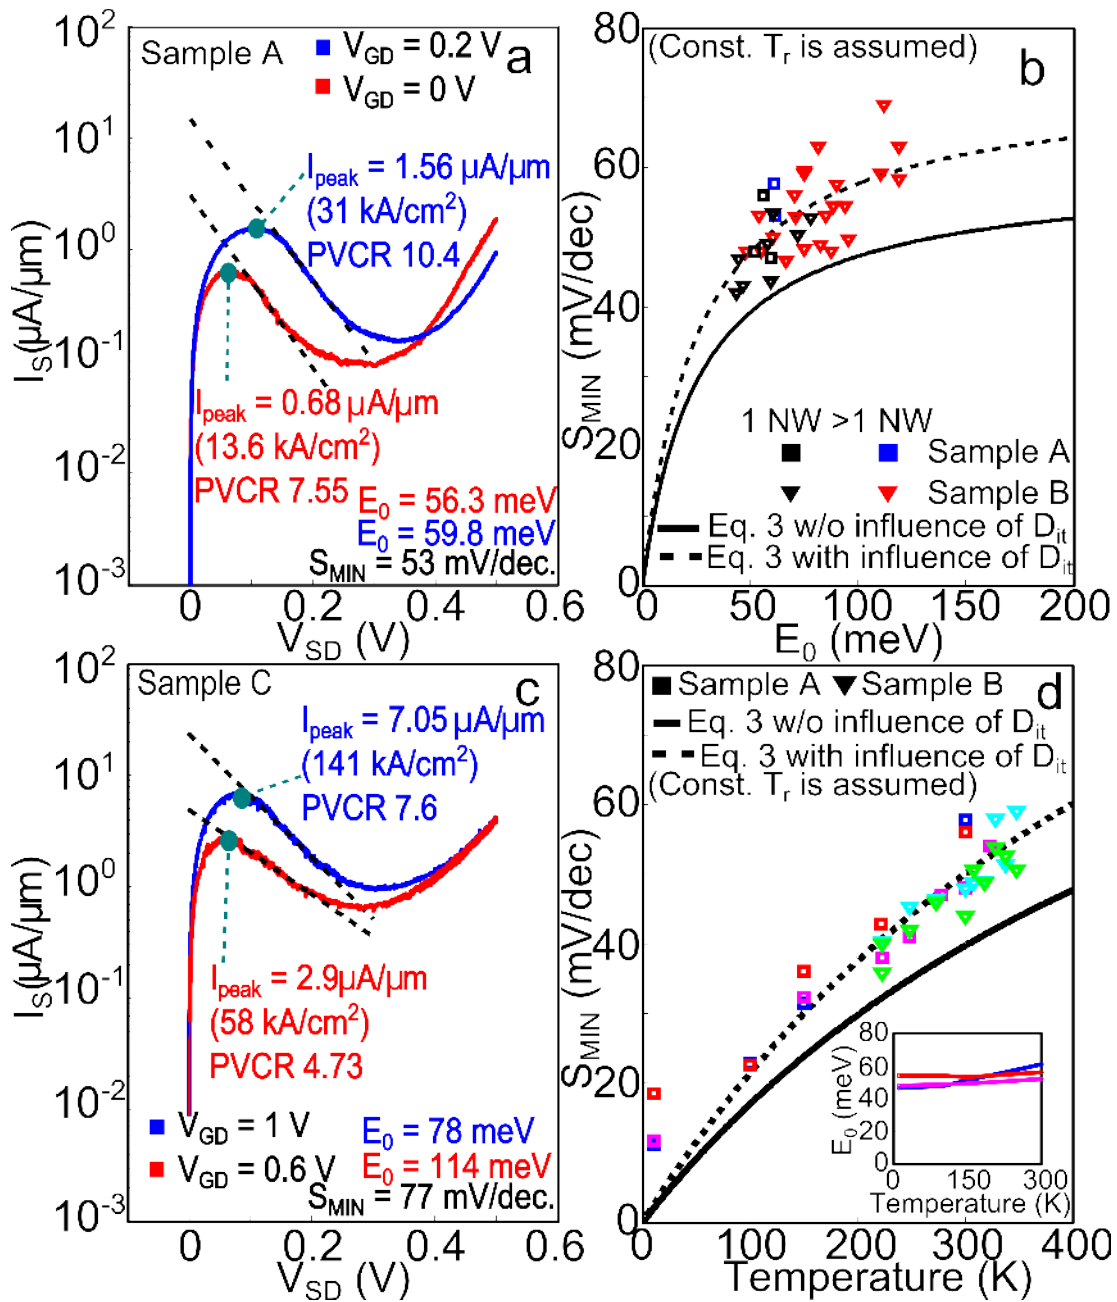 Sample A
a
V_GD = 0.2 V
V_GD = 0 V
10^2
10^1
10^0
10^-1
10^-2
10^-3
I_S(µA/µm)
I_peak = 1.56 µA/µm
(31 kA/cm²)
PVCR 10.4
I_peak = 0.68 µA/µm
(13.6 kA/cm²)
PVCR 7.55
E_0 = 56.3 meV
E_0 = 59.8 meV
S_MIN = 53 mV/dec.
0 0.2 0.4 0.6
V_SD (V)
(Const. T_r is assumed)
b
80
60
40
20
0
S_MIN (mV/dec)
1 NW >1 NW
Sample A
Sample B
Eq. 3 w/o influence of D_it
Eq. 3 with influence of D_it
0 50 100 150 200
E_0 (meV)
Sample C
c
10^2
10^1
10^0
10^-1
10^-2
10^-3
I_S(µA/µm)
I_peak = 7.05 µA/µm
(141 kA/cm²)
PVCR 7.6
I_peak = 2.9µA/µm
(58 kA/cm²)
PVCR 4.73
V_GD = 1 V
V_GD = 0.6 V
E_0 = 78 meV
E_0 = 114 meV
S_MIN = 77 mV/dec.
0 0.2 0.4 0.6
V_SD (V)
d
Sample A Sample B
Eq. 3 w/o influence of D_it
Eq. 3 with influence of D_it
(Const. T_r is assumed)
80
60
40
20
0
S_MIN (mV/dec)
80
60
40
20
0
E_0 (meV)
0 150 300
Temperature (K)
0 100 200 300 400
Temperature (K)